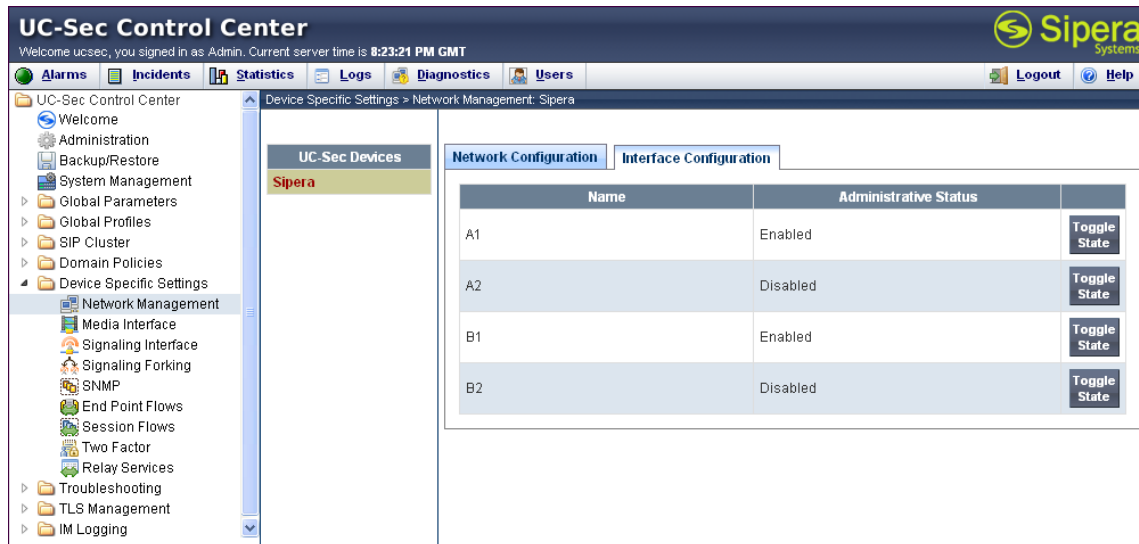 UC-Sec Control Center
Welcome ucsec, you signed in as Admin. Current server time is 8:23:21 PM GMT
Sipera
Systems
Alarms Incidents Statistics Logs Diagnostics Users Logout Help
UC-Sec Control Center
Welcome
Administration
Backup/Restore
System Management
Global Parameters
Global Profiles
SIP Cluster
Domain Policies
Device Specific Settings
Network Management
Media Interface
Signaling Interface
Signaling Forking
SNMP
End Point Flows
Session Flows
Two Factor
Relay Services
Troubleshooting
TLS Management
IM Logging
Device Specific Settings > Network Management: Sipera
UC-Sec Devices
Sipera
Network Configuration Interface Configuration
Name Administrative Status
A1 Enabled Toggle
State
A2 Disabled Toggle
State
B1 Enabled Toggle
State
B2 Disabled Toggle
State